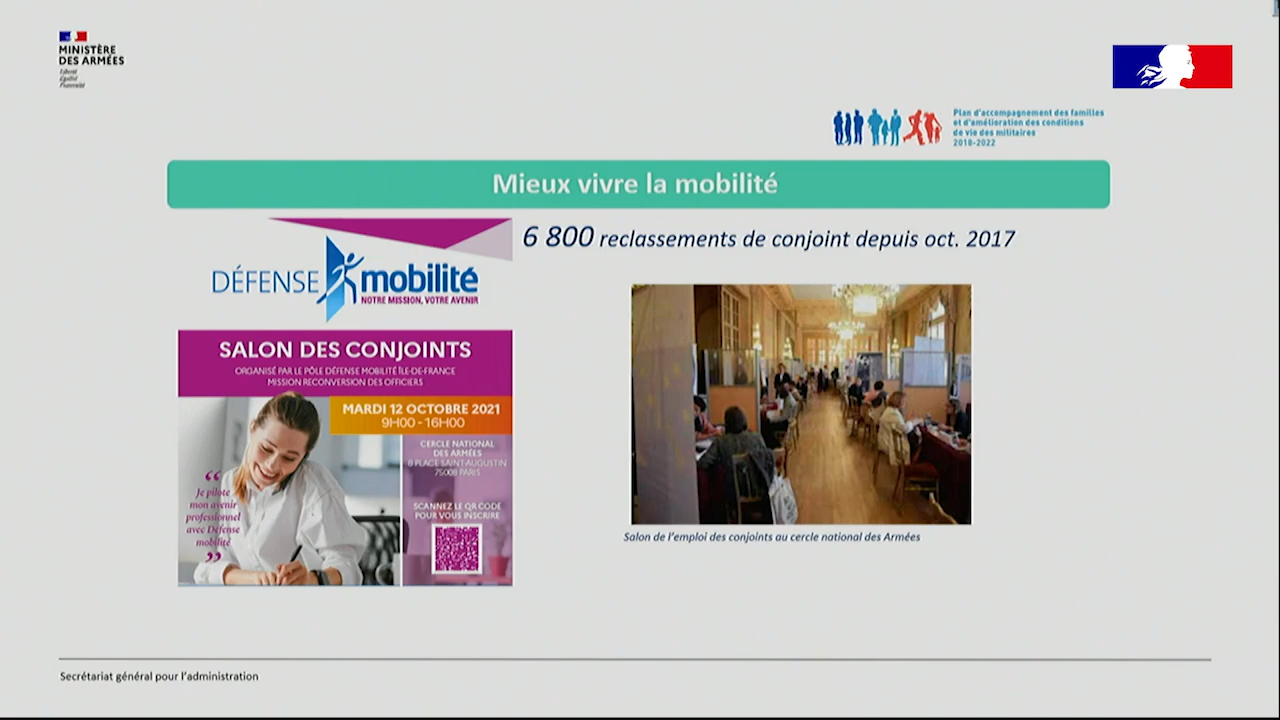 MINISTÈRE
DES ARMÉES
Liberté
Égalité
Fraternité
Plan d'accompagnement des familles
et d'amélioration des conditions
de vie des militaires
2018-2022
Mieux vivre la mobilité
6 800 reclassements de conjoint depuis oct. 2017
DÉFENSE mobilité
NOTRE MISSION, VOTRE AVENIR
SALON DES CONJOINTS
ORGANISÉ PAR LE PÔLE DÉFENSE MOBILITÉ ÎLE-DE-FRANCE
MISSION RECONVERSION DES OFFICIERS
MARDI 12 OCTOBRE 2021
9H00 - 16H00
CERCLE NATIONAL
DES ARMÉES
8 PLACE SAINT-AUGUSTIN
75008 PARIS
SCANNEZ LE QR CODE
POUR VOUS INSCRIRE
“
Je pilote
mon avenir
professionnel
avec Défense
mobilité
”
Salon de l'emploi des conjoints au cercle national des Armées
Secrétariat général pour l'administration